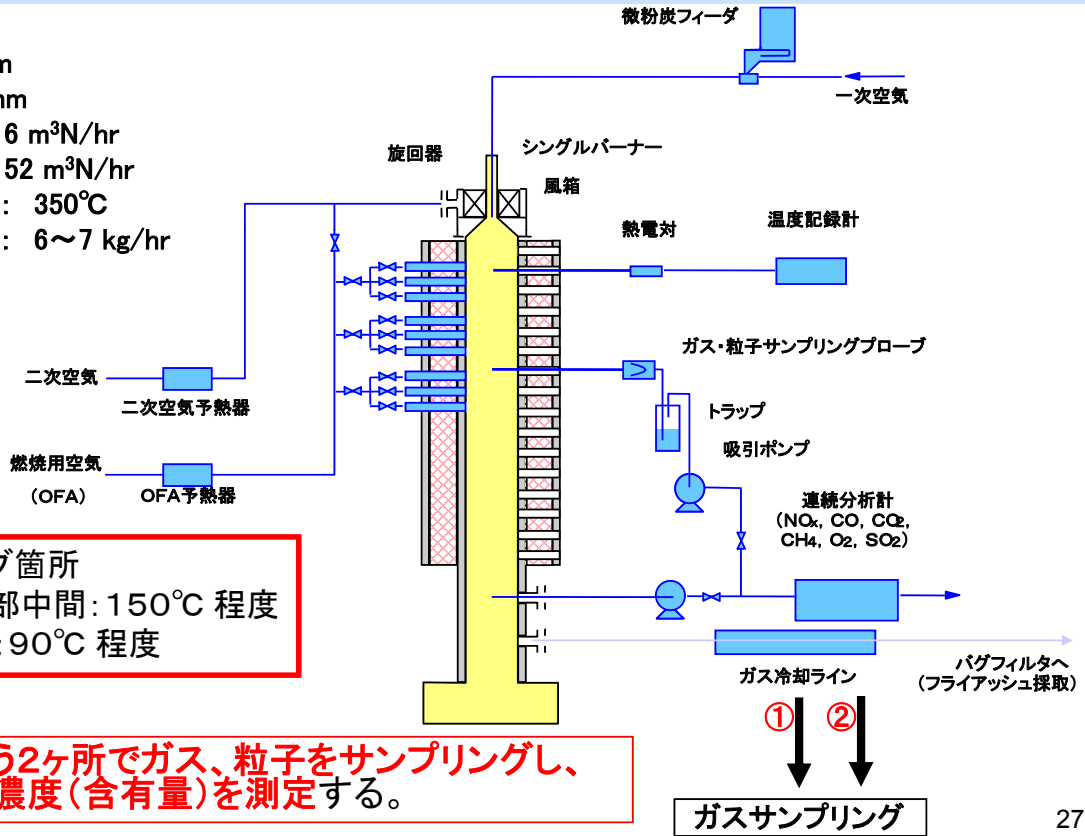 微粉炭フィーダ
m
nm
6 m³N/hr
52 m³N/hr
: 350℃
: 6～7 kg/hr
一次空気
旋回器
シングルバーナー
風箱
熱電対
温度記録計
ガス・粒子サンプリングプローブ
二次空気
二次空気予熱器
トラップ
吸引ポンプ
燃焼用空気
(OFA)
OFA予熱器
連続分析計
(NOx, CO, CO₂,
CH₄, O₂, SO₂)
グ箇所
部中間：150℃ 程度
：90℃ 程度
ガス冷却ライン
バグフィルタへ
(フライアッシュ採取)
① ②
う2ヶ所でガス、粒子をサンプリングし、
濃度(含有量)を測定する。
ガスサンプリング
27